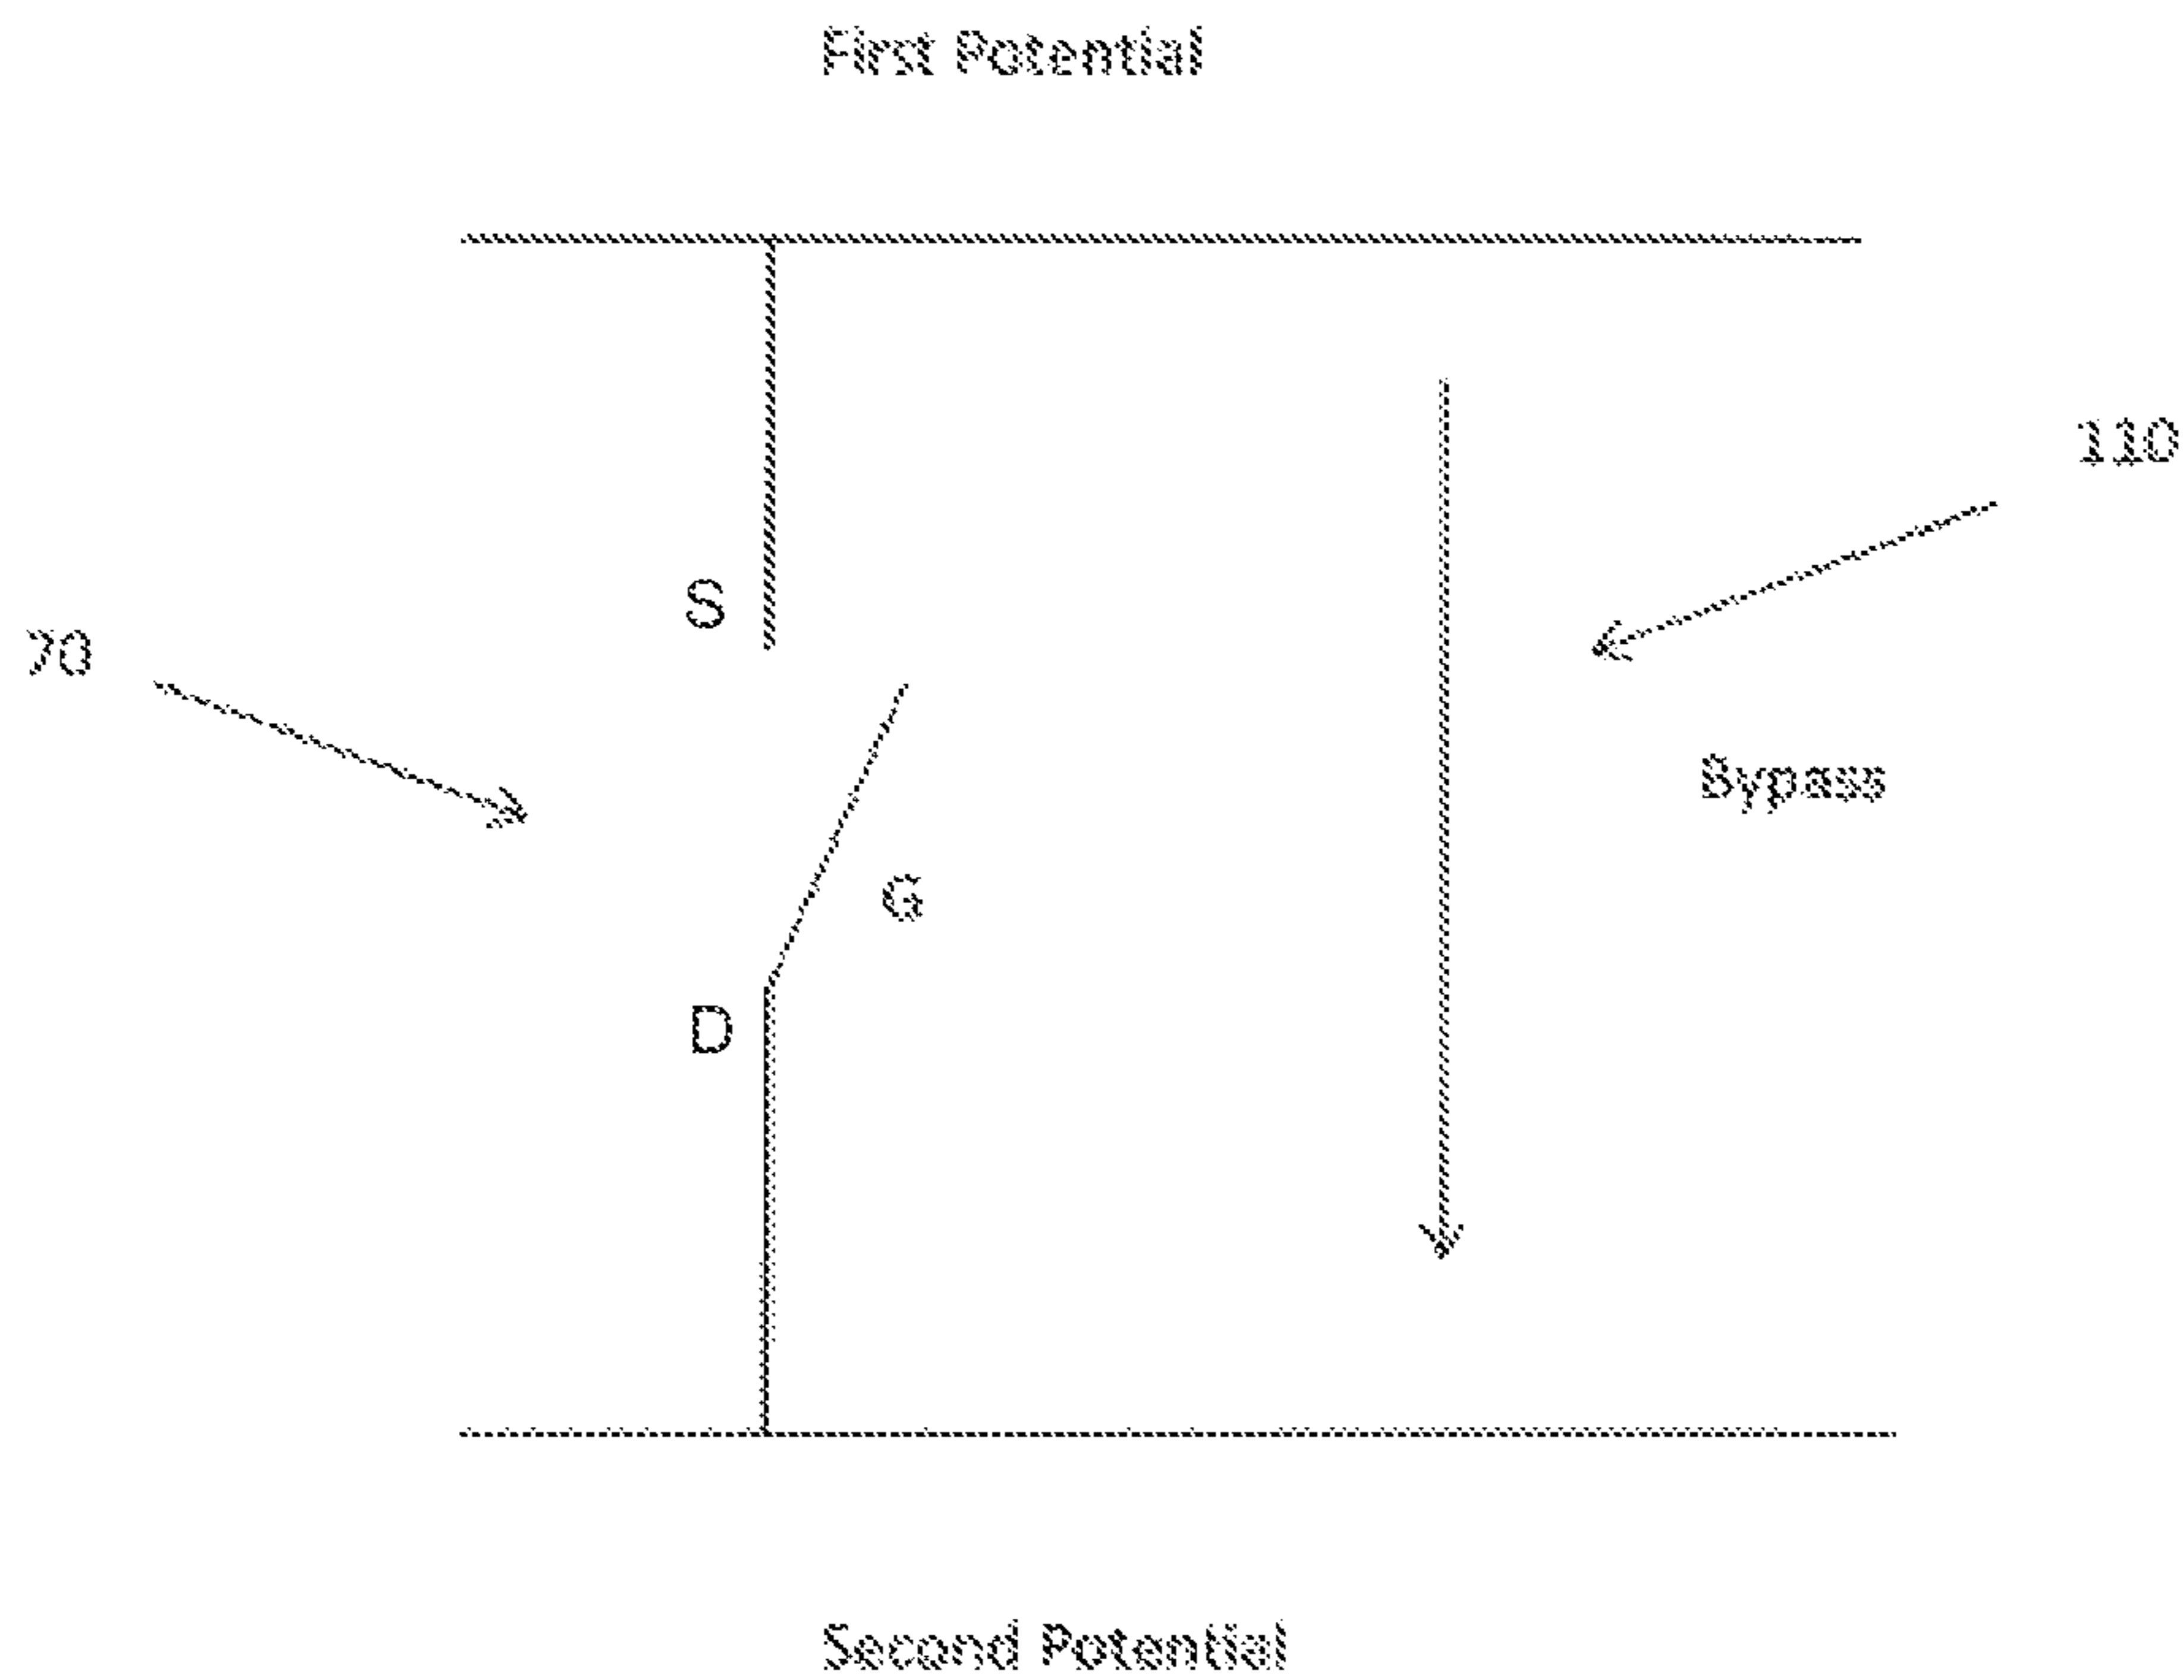 First Potential
110
S
70
Bypass
G
D
Second Potential